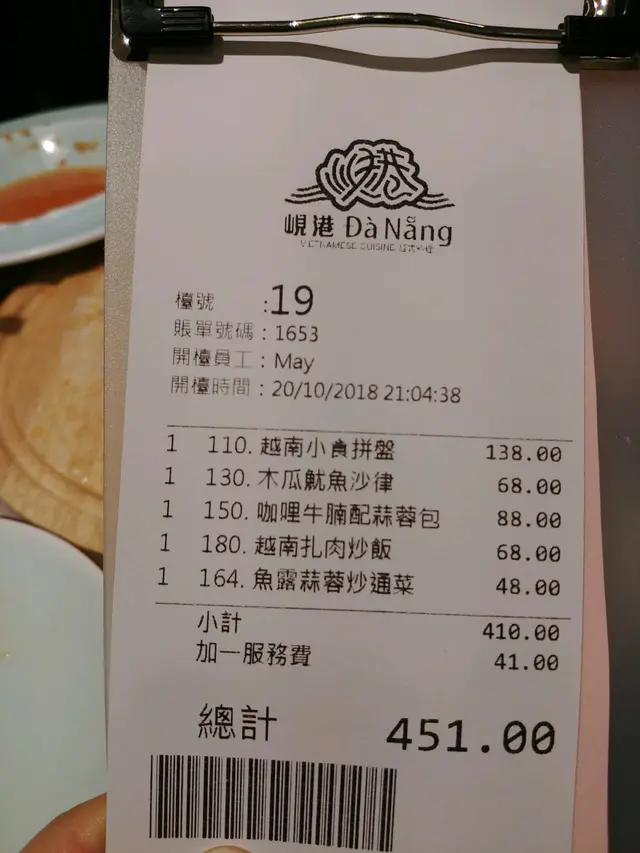 峴港
峴港 Đà Nẵng
VIETNAMESE CUISINE 越式料理
檯號 :19
賬單號碼 : 1653
開檯員工 : May
開檯時間 : 20/10/2018 21:04:38
1 110. 越南小食拼盤 138.00
1 130. 木瓜魷魚沙律 68.00
1 150. 咖哩牛腩配蒜蓉包 88.00
1 180. 越南扎肉炒飯 68.00
1 164. 魚露蒜蓉炒通菜 48.00
小計 410.00
加一服務費 41.00
總計 451.00